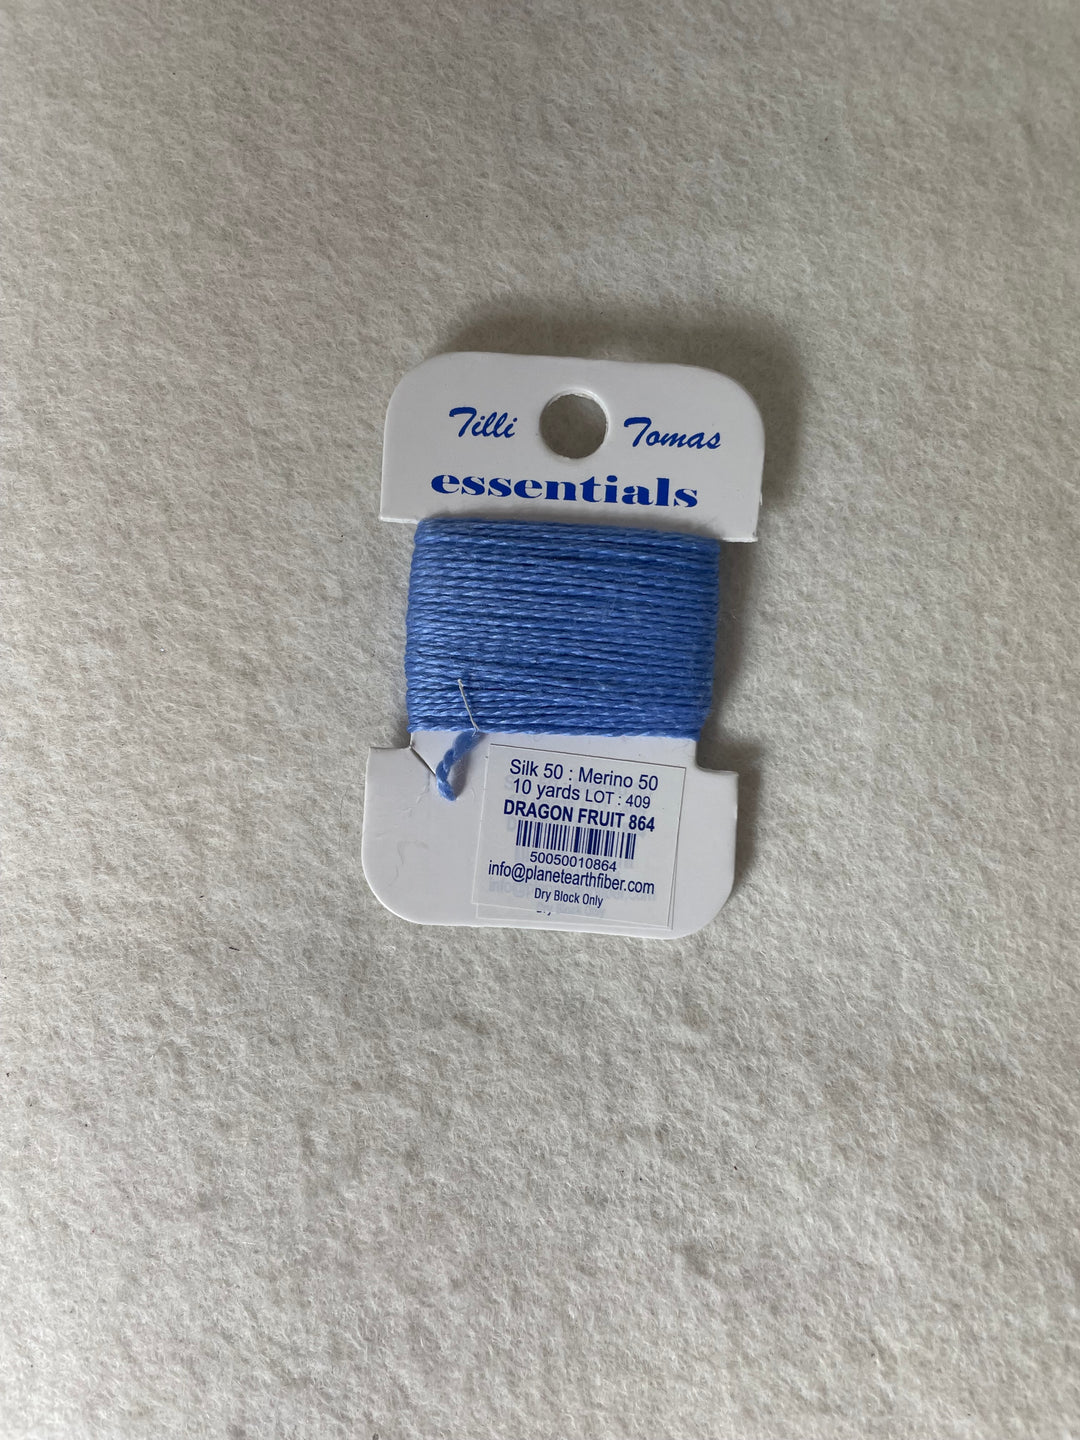 Tilli Tomas
essentials
Silk 50 : Merino 50
10 yards LOT : 409
DRAGON FRUIT 864
50050010864
info@planetearthfiber.com
Dry Block Only